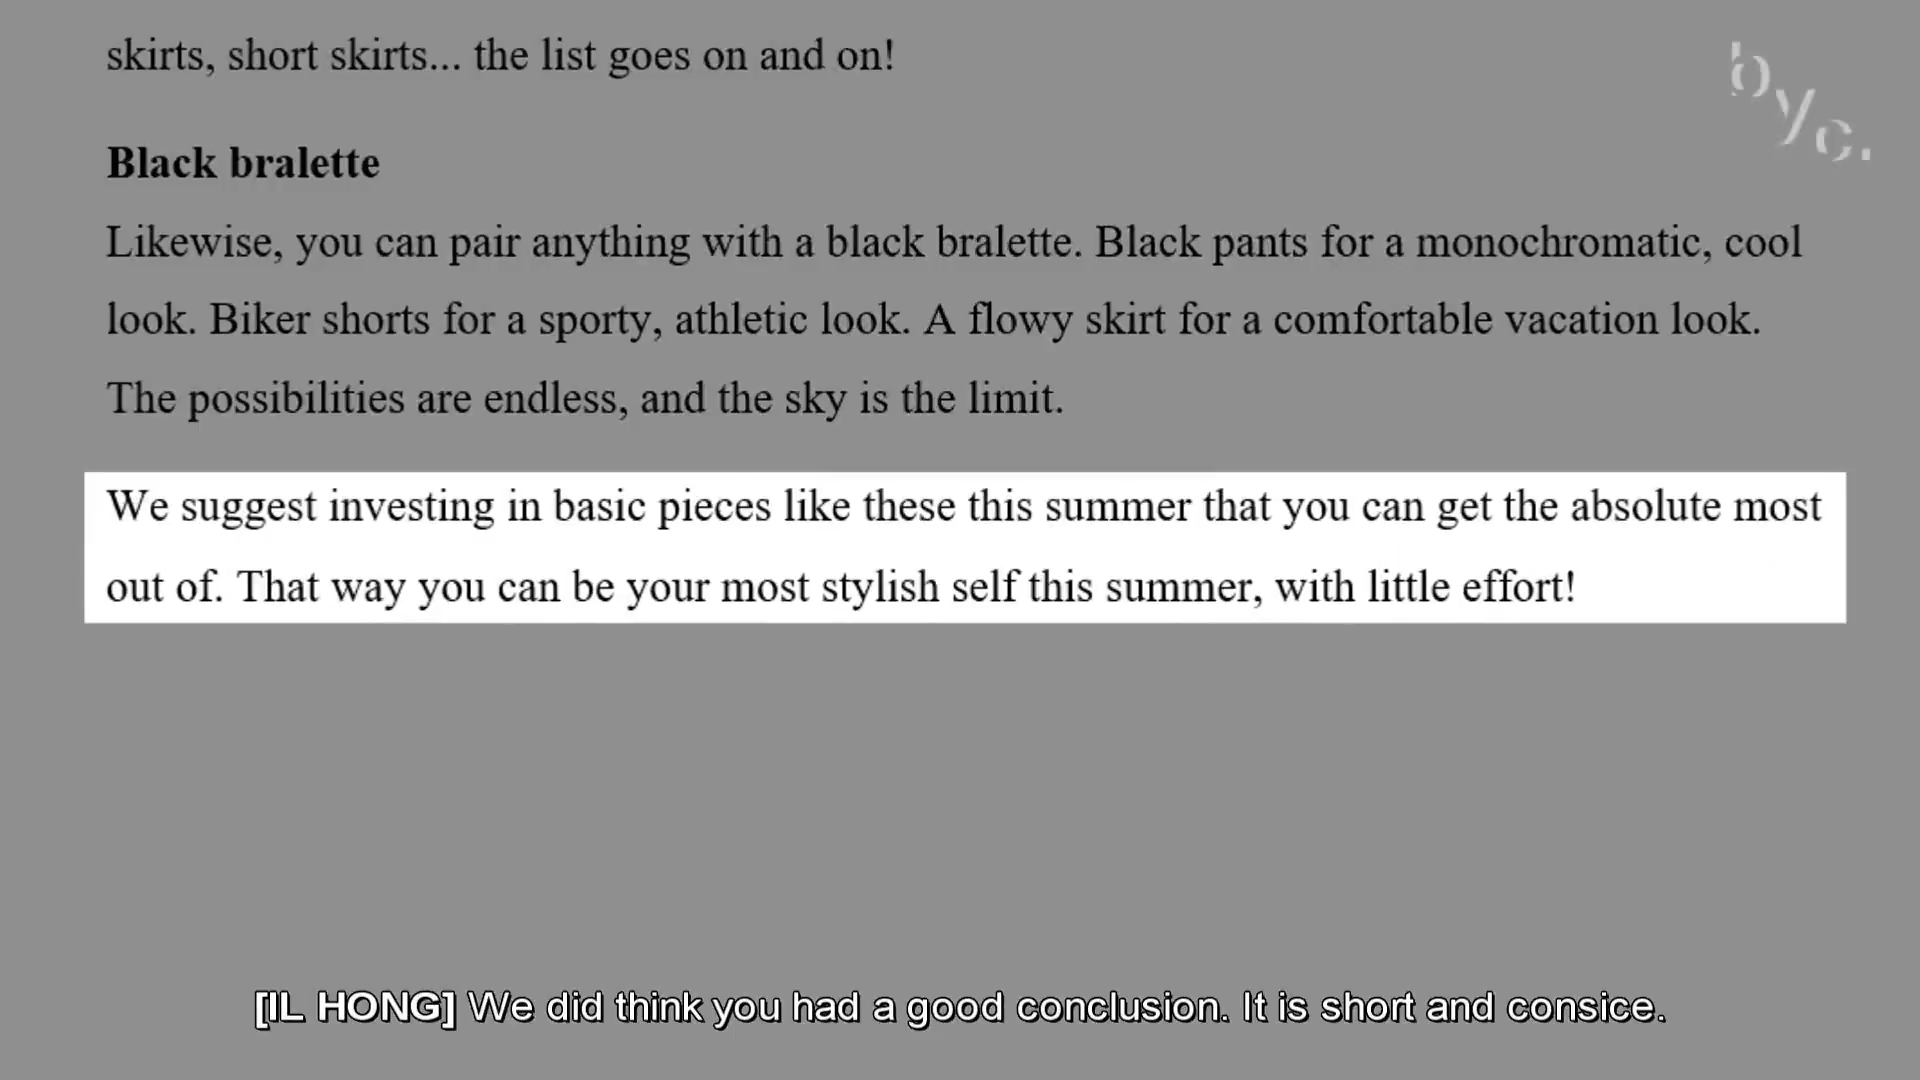 skirts, short skirts... the list goes on and on!
byc.
Black bralette
Likewise, you can pair anything with a black bralette. Black pants for a monochromatic, cool
look. Biker shorts for a sporty, athletic look. A flowy skirt for a comfortable vacation look.
The possibilities are endless, and the sky is the limit.
We suggest investing in basic pieces like these this summer that you can get the absolute most
out of. That way you can be your most stylish self this summer, with little effort!
[IL HONG] We did think you had a good conclusion. It is short and consice.